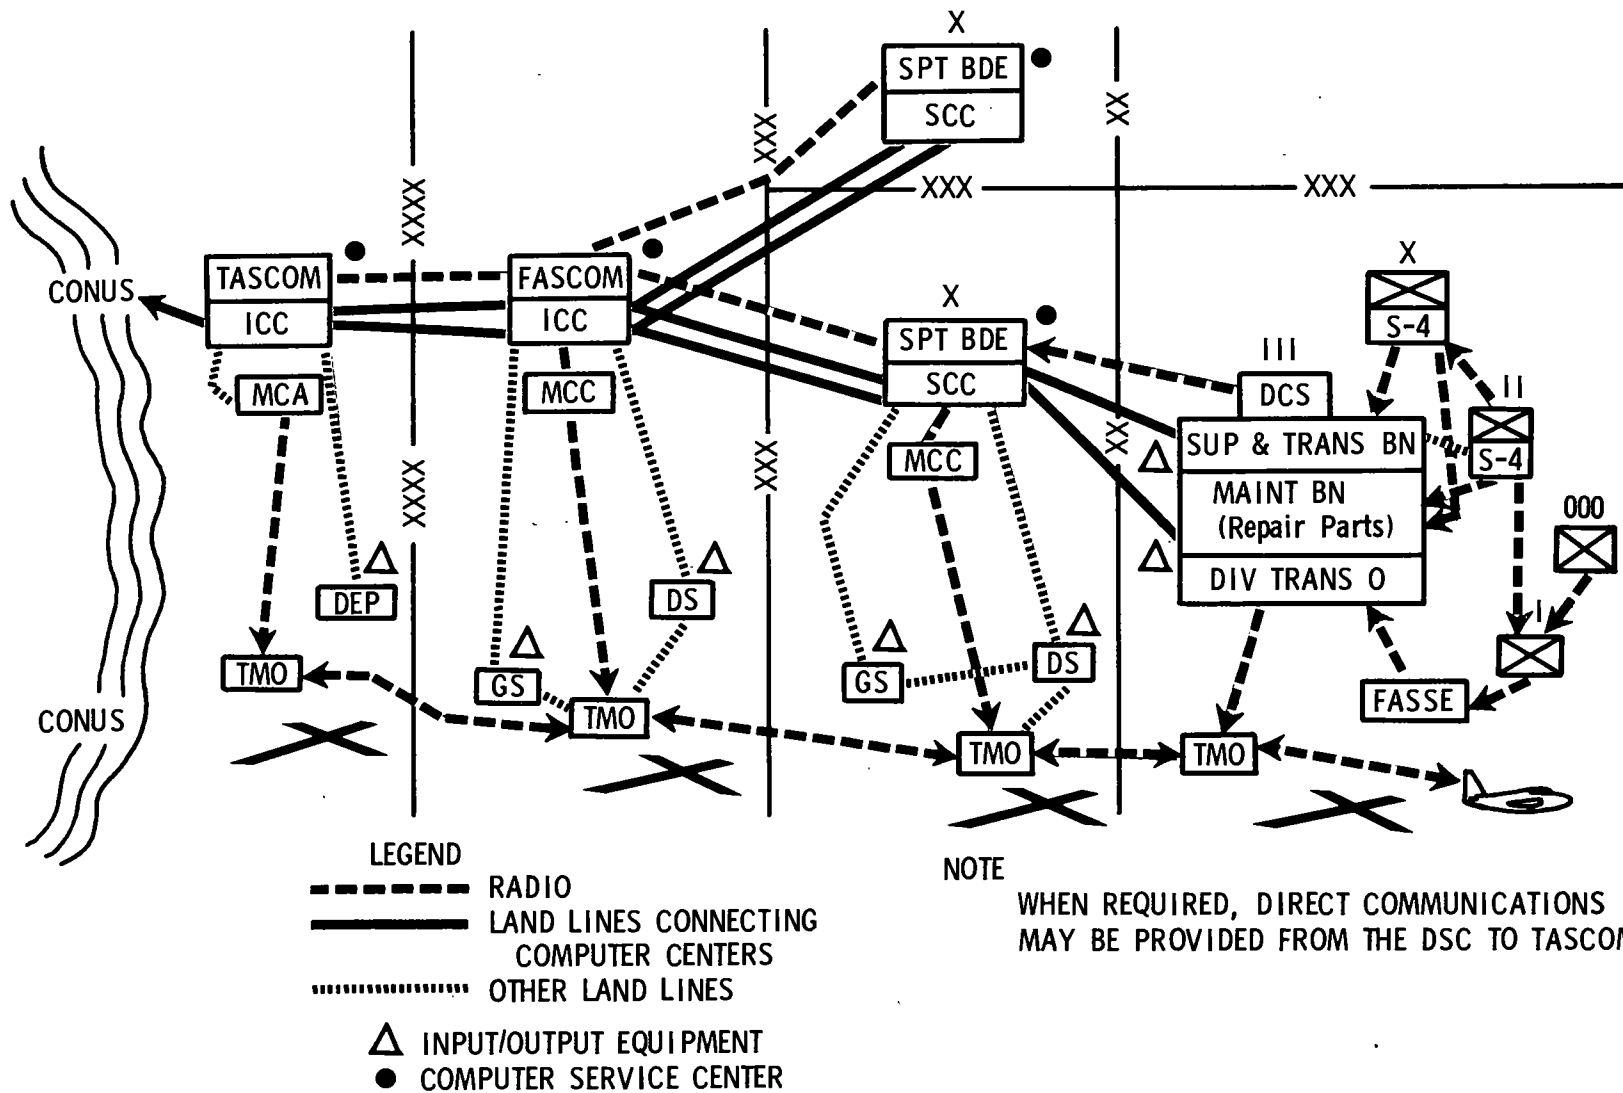 X
SPT BDE
SCC
XXX
XX
XXXX
XXX
XXX
CONUS
TASCOM
ICC
FASCOM
ICC
X
SPT BDE
SCC
X
S-4
III
DCS
II
S-4
MCA
MCC
MCC
SUP & TRANS BN
MAINT BN
(Repair Parts)
DIV TRANS O
XXXX
XXX
XX
000
DEP
DS
GS
TMO
GS
TMO
DS
I
FASSE
CONUS
TMO
TMO
LEGEND
RADIO
LAND LINES CONNECTING
COMPUTER CENTERS
OTHER LAND LINES
INPUT/OUTPUT EQUIPMENT
COMPUTER SERVICE CENTER
NOTE
WHEN REQUIRED, DIRECT COMMUNICATIONS
MAY BE PROVIDED FROM THE DSC TO TASCOM